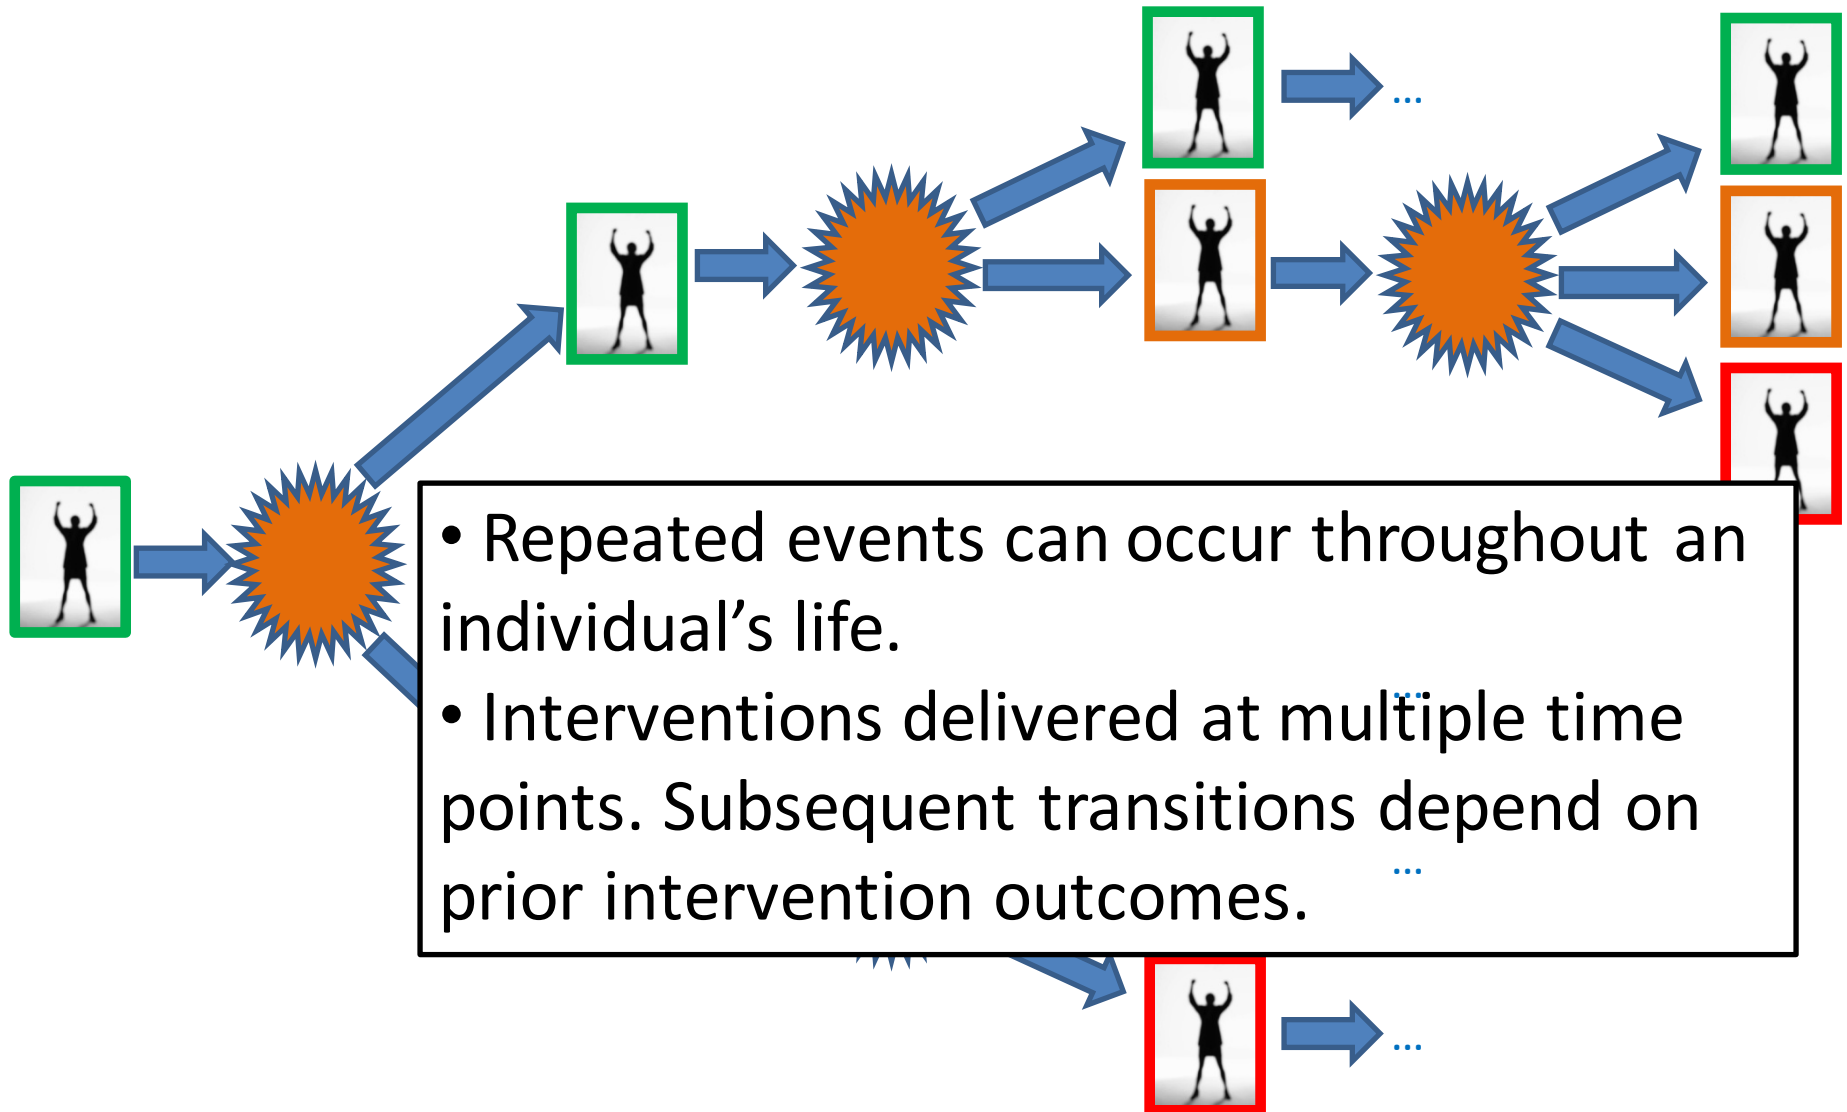 ...
• Repeated events can occur throughout an
individual’s life.
...
• Interventions delivered at multiple time
points. Subsequent transitions depend on
...
prior intervention outcomes.
...